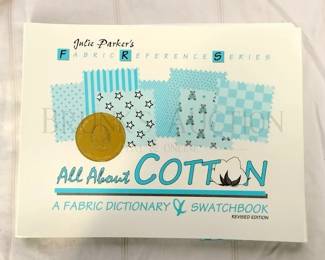 Julie Parker's
FABRIC REFERENCE SERIES
All About COTTON
A FABRIC DICTIONARY & SWATCHBOOK
REVISED EDITION